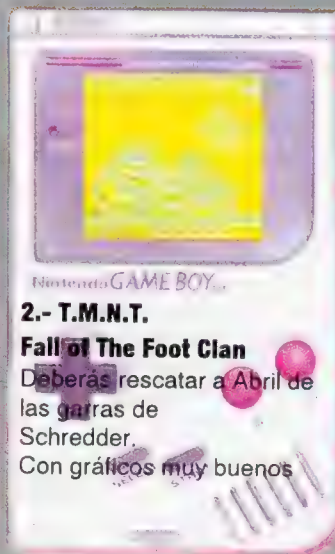 Nintendo GAME BOY
2.- T.M.N.T.
Fall of The Foot Clan
Deberás rescatar a Abril de
las garras de
Schredder.
Con gráficos muy buenos